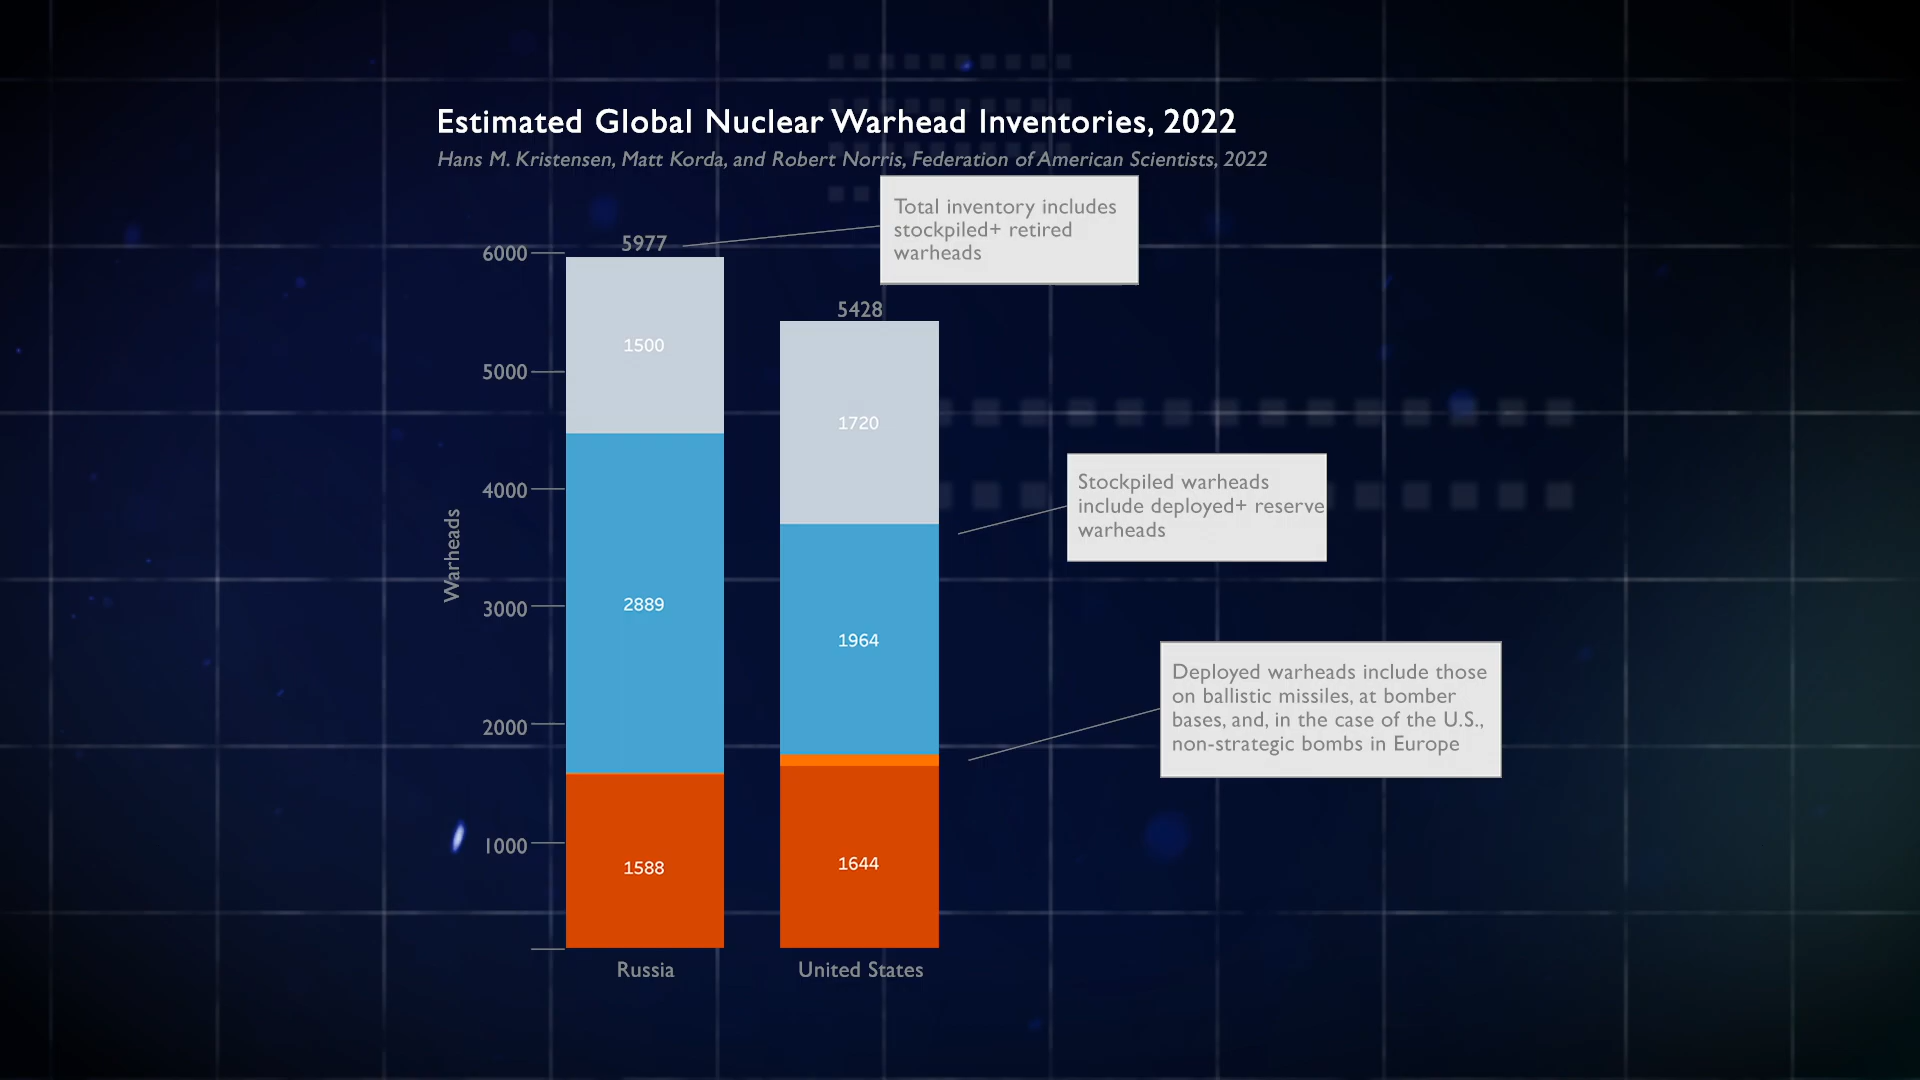 Estimated Global Nuclear Warhead Inventories, 2022
Hans M. Kristensen, Matt Korda, and Robert Norris, Federation of American Scientists, 2022
Total inventory includes
stockpiled+ retired
warheads
5977
6000
5428
1500
5000
1720
Stockpiled warheads
include deployed+ reserve
warheads
4000
Warheads
2889
3000
1964
Deployed warheads include those
on ballistic missiles, at bomber
bases, and, in the case of the U.S.,
non-strategic bombs in Europe
2000
1000
1588
1644
Russia
United States